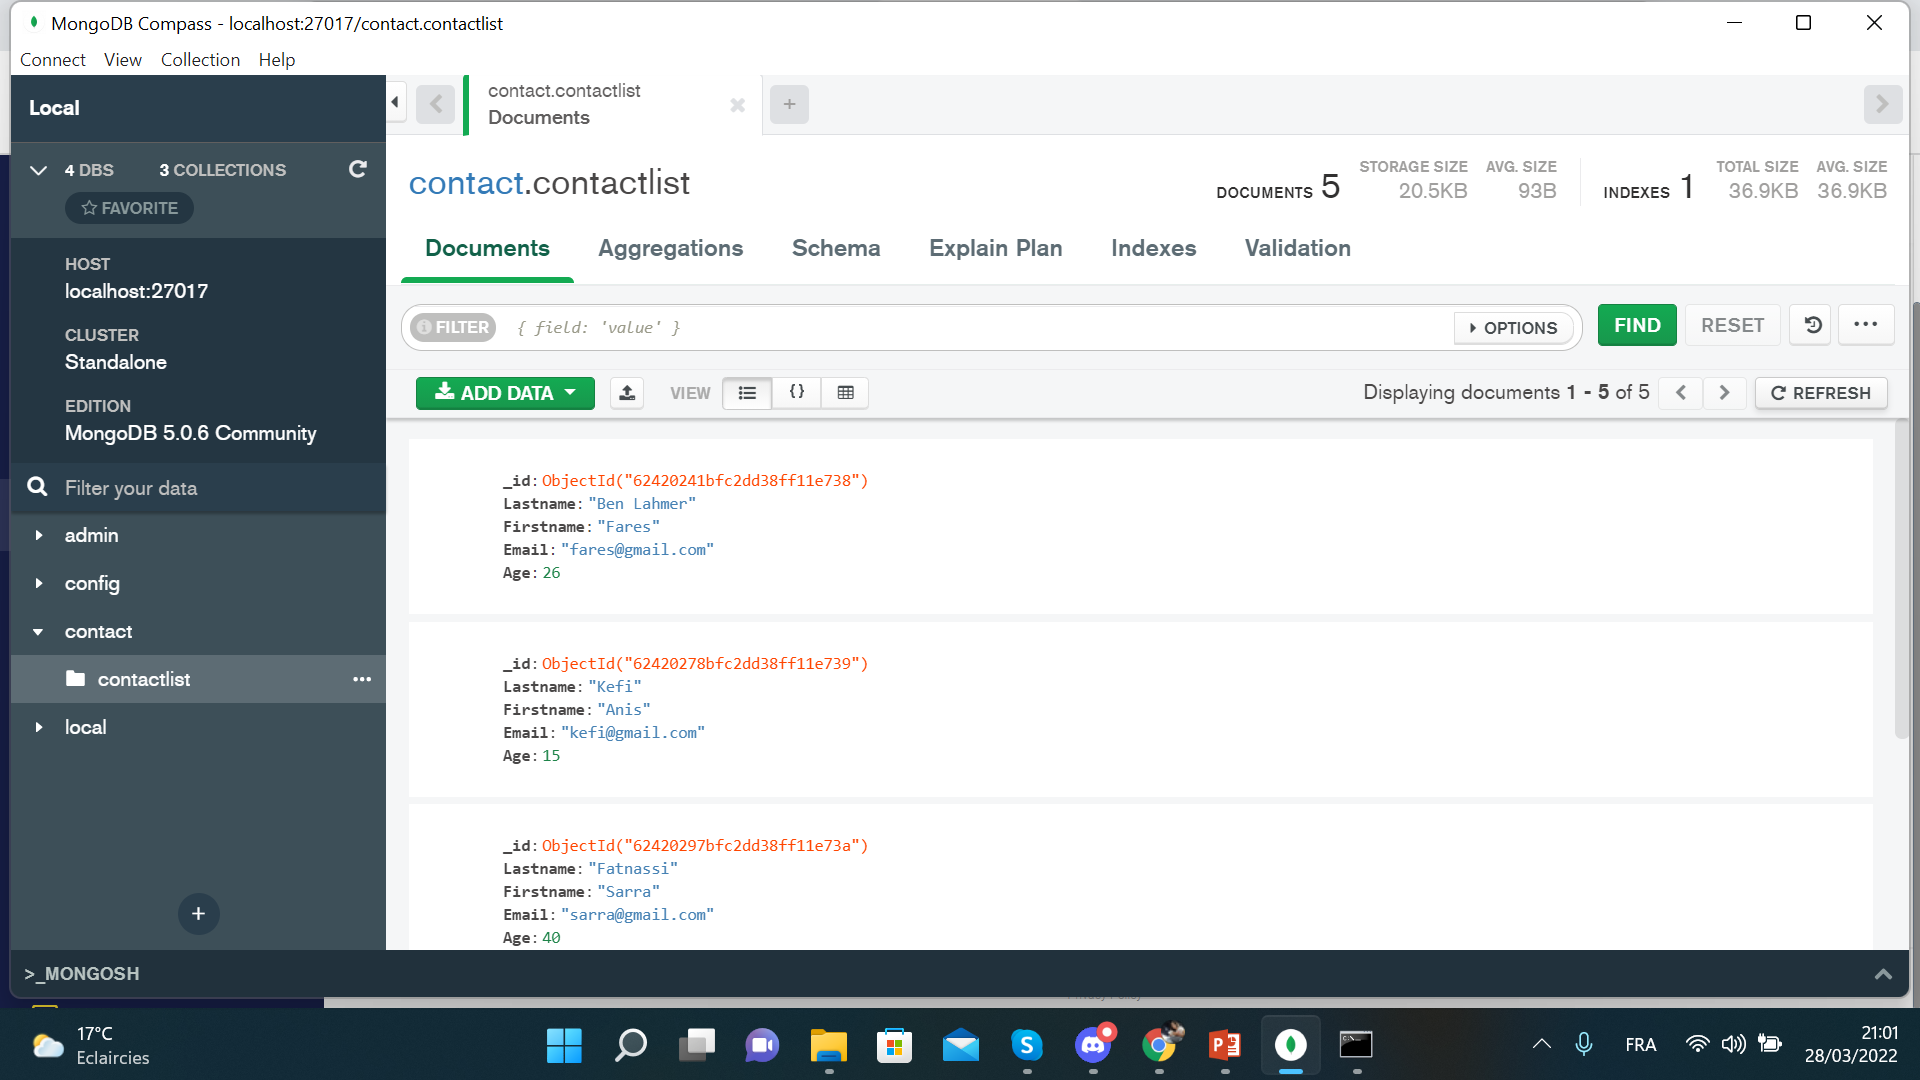 MongoDB Compass - localhost:27017/contact.contactlist
Connect View Collection Help
Local
4 DBS 3 COLLECTIONS
FAVORITE
HOST
localhost:27017
CLUSTER
Standalone
EDITION
MongoDB 5.0.6 Community
Filter your data
admin
config
contact
contactlist
local
contact.contactlist
Documents
contact.contactlist
DOCUMENTS 5
STORAGE SIZE
20.5KB
AVG. SIZE
93B
INDEXES 1
TOTAL SIZE
36.9KB
AVG. SIZE
36.9KB
Documents Aggregations Schema Explain Plan Indexes Validation
FILTER { field: 'value' } OPTIONS FIND RESET
ADD DATA VIEW {} Displaying documents 1 - 5 of 5 REFRESH
_id: ObjectId("62420241bfc2dd38ff11e738")
Lastname: "Ben Lahmer"
Firstname: "Fares"
Email: "fares@gmail.com"
Age: 26
_id: ObjectId("62420278bfc2dd38ff11e739")
Lastname: "Kefi"
Firstname: "Anis"
Email: "kefi@gmail.com"
Age: 15
_id: ObjectId("62420297bfc2dd38ff11e73a")
Lastname: "Fatnassi"
Firstname: "Sarra"
Email: "sarra@gmail.com"
Age: 40
>_MONGOSH
17°C
Eclaircies
FRA
21:01
28/03/2022